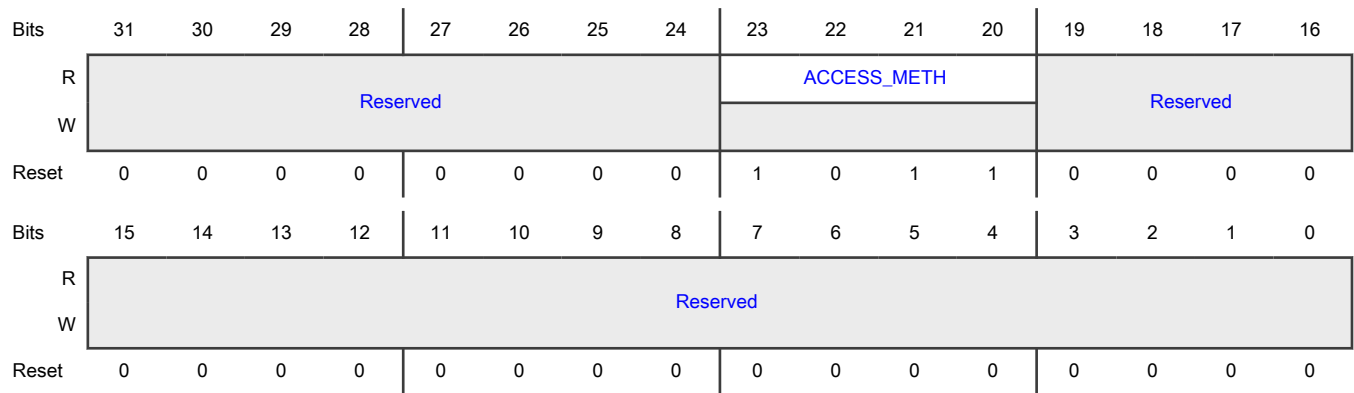 Bits 31 30 29 28 27 26 25 24 23 22 21 20 19 18 17 16
R ACCESS_METH
Reserved Reserved
W
Reset 0 0 0 0 0 0 0 0 1 0 1 1 0 0 0 0
Bits 15 14 13 12 11 10 9 8 7 6 5 4 3 2 1 0
R
Reserved
W
Reset 0 0 0 0 0 0 0 0 0 0 0 0 0 0 0 0